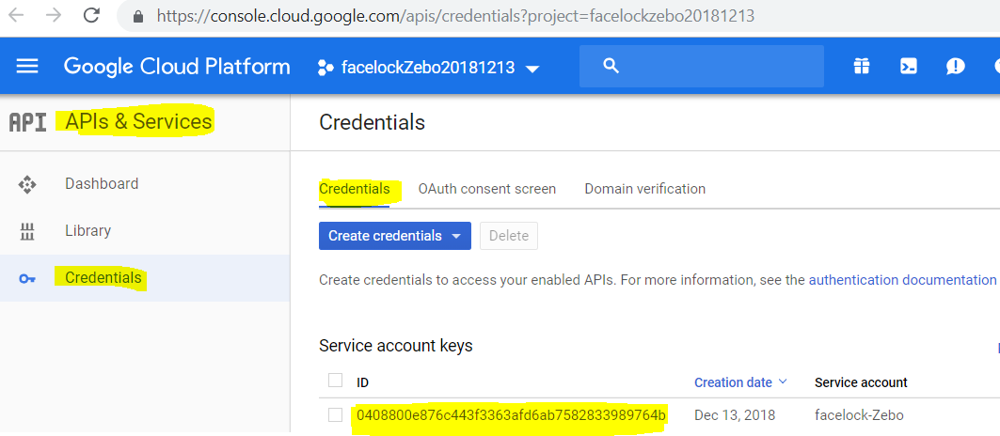 https://console.cloud.google.com/apis/credentials?project=facelockzebo20181213
Google Cloud Platform facelockZebo20181213
API APIs & Services
Credentials
Dashboard
Library
Credentials
Credentials OAuth consent screen Domain verification
Create credentials Delete
Create credentials to access your enabled APIs. For more information, see the authentication documentation
Service account keys
ID Creation date Service account
0408800e876c443f3363afd6ab7582833989764b Dec 13, 2018 facelock-Zebo